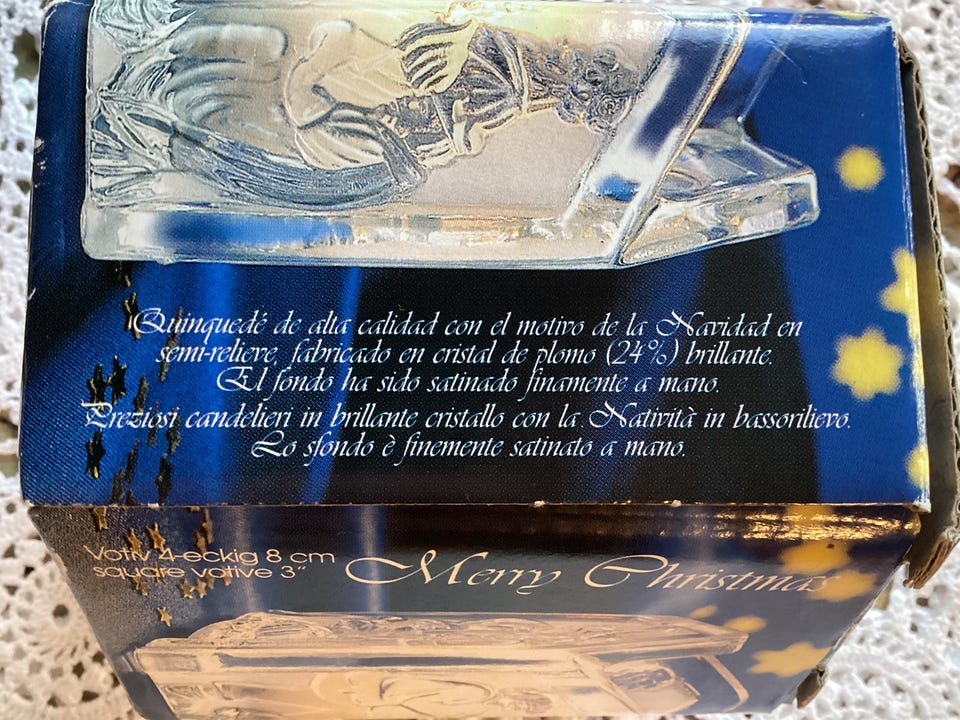 Quinquedé de alta calidad con el motivo de la Navidad en
semi-relieve, fabricado en cristal de plomo (24%) brillante.
El fondo ha sido satinado finamente a mano.
Preziosi candelieri in brillante cristallo con la Natività in bassorilievo.
Lo sfondo è finemente satinato a mano.
Votiv 4-eckig 8 cm
square votive 3"
Merry Christmas